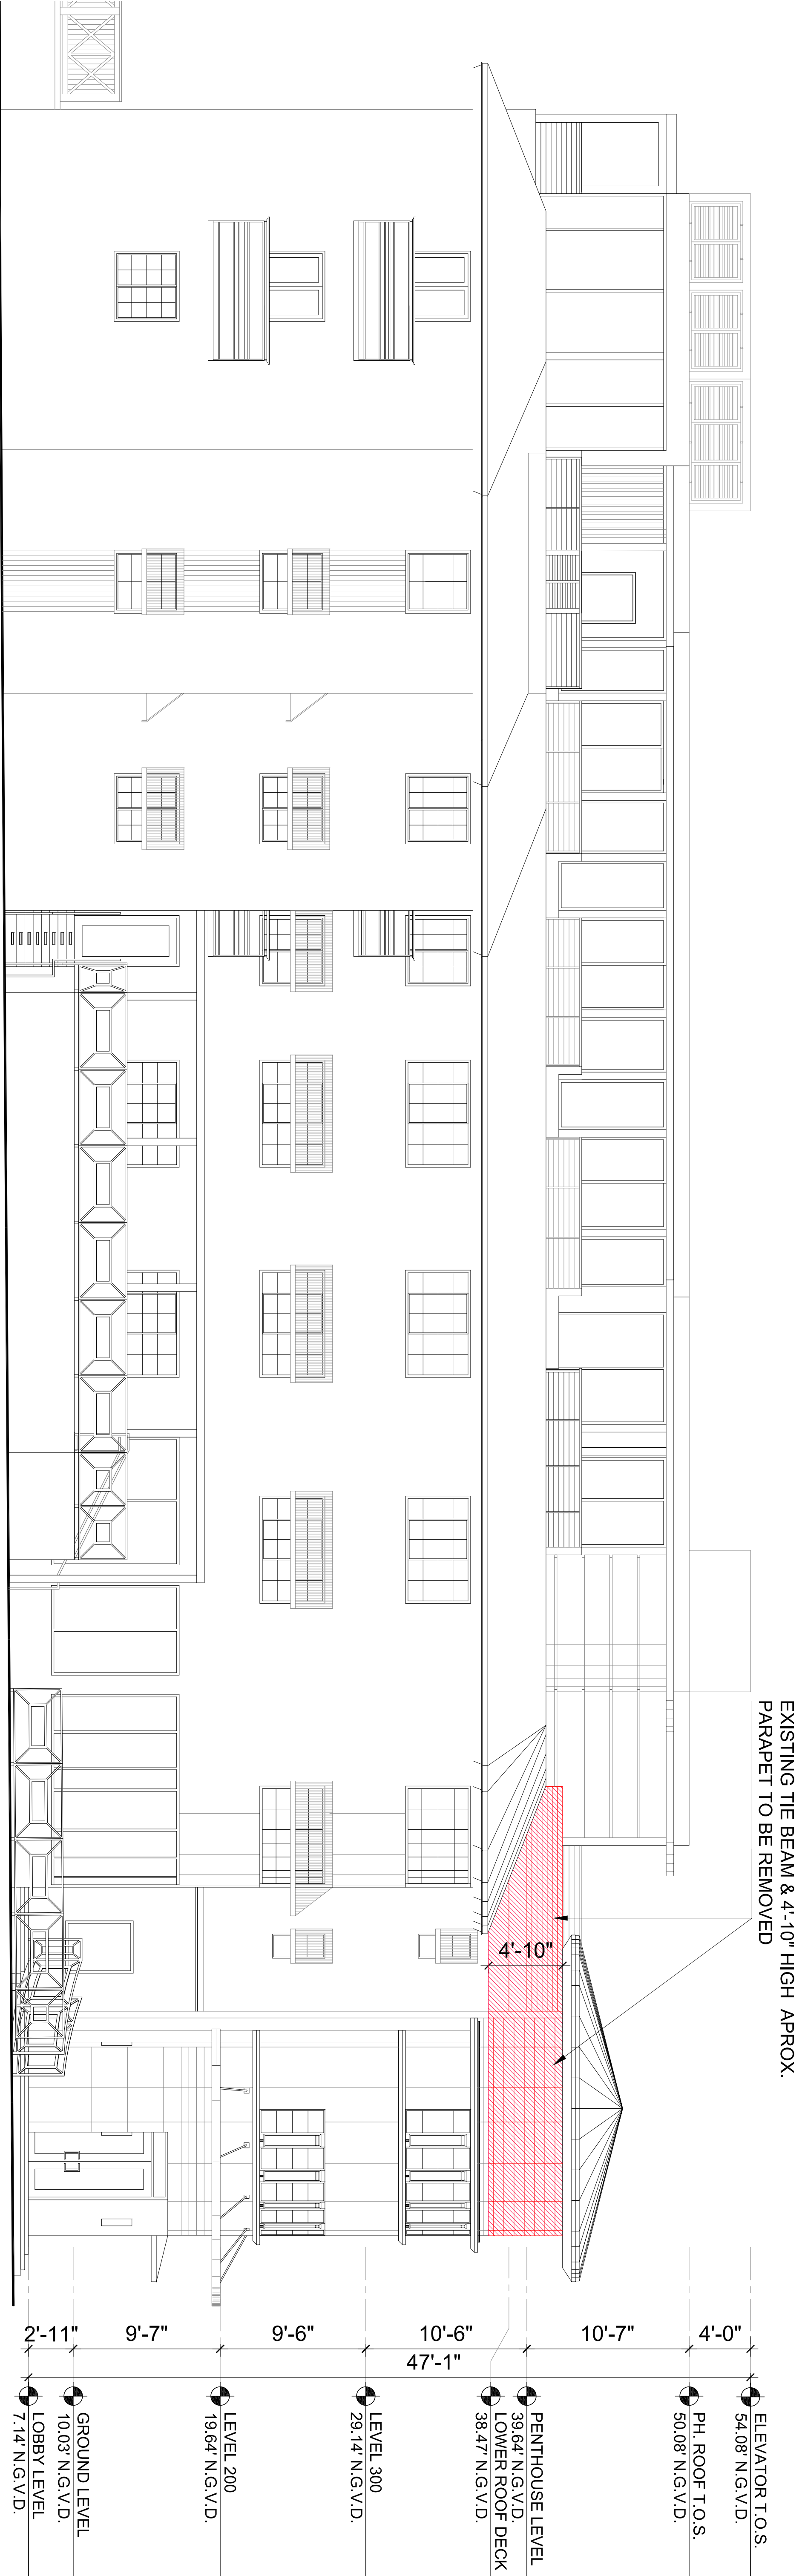 EXISTING TIE BEAM & 4'-10" HIGH APROX.
PARAPET TO BE REMOVED
4'-10"
4'-0"
10'-7"
10'-6"
9'-6"
9'-7"
2'-11"
47'-1"
ELEVATOR T.O.S.
54.08' N.G.V.D.
PH. ROOF T.O.S.
50.08' N.G.V.D.
PENTHOUSE LEVEL
39.64' N.G.V.D.
LOWER ROOF DECK
38.47' N.G.V.D.
LEVEL 300
29.14' N.G.V.D.
LEVEL 200
19.64' N.G.V.D.
GROUND LEVEL
10.03' N.G.V.D.
LOBBY LEVEL
7.14' N.G.V.D.